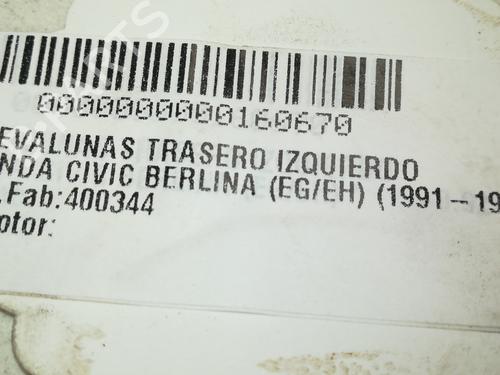 0000000000160670
EVALUNAS TRASERO IZQUIERDO
NDA CIVIC BERLINA (EG/EH) (1991-19
.Fab:400344
otor: